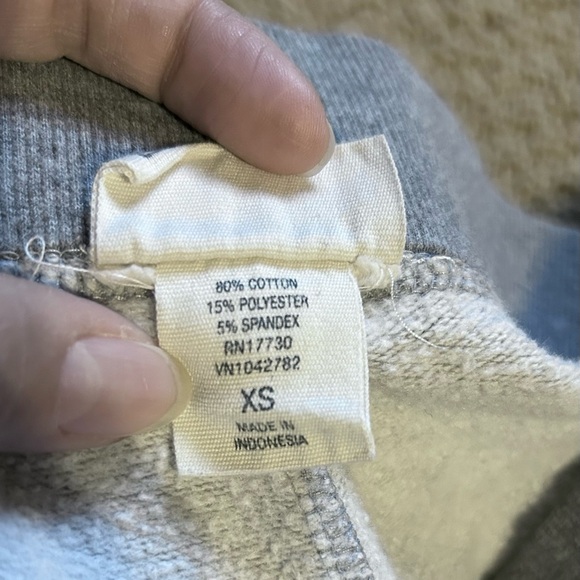 80% COTTON
15% POLYESTER
5% SPANDEX
RN17730
VN1042782
XS
MADE IN
INDONESIA